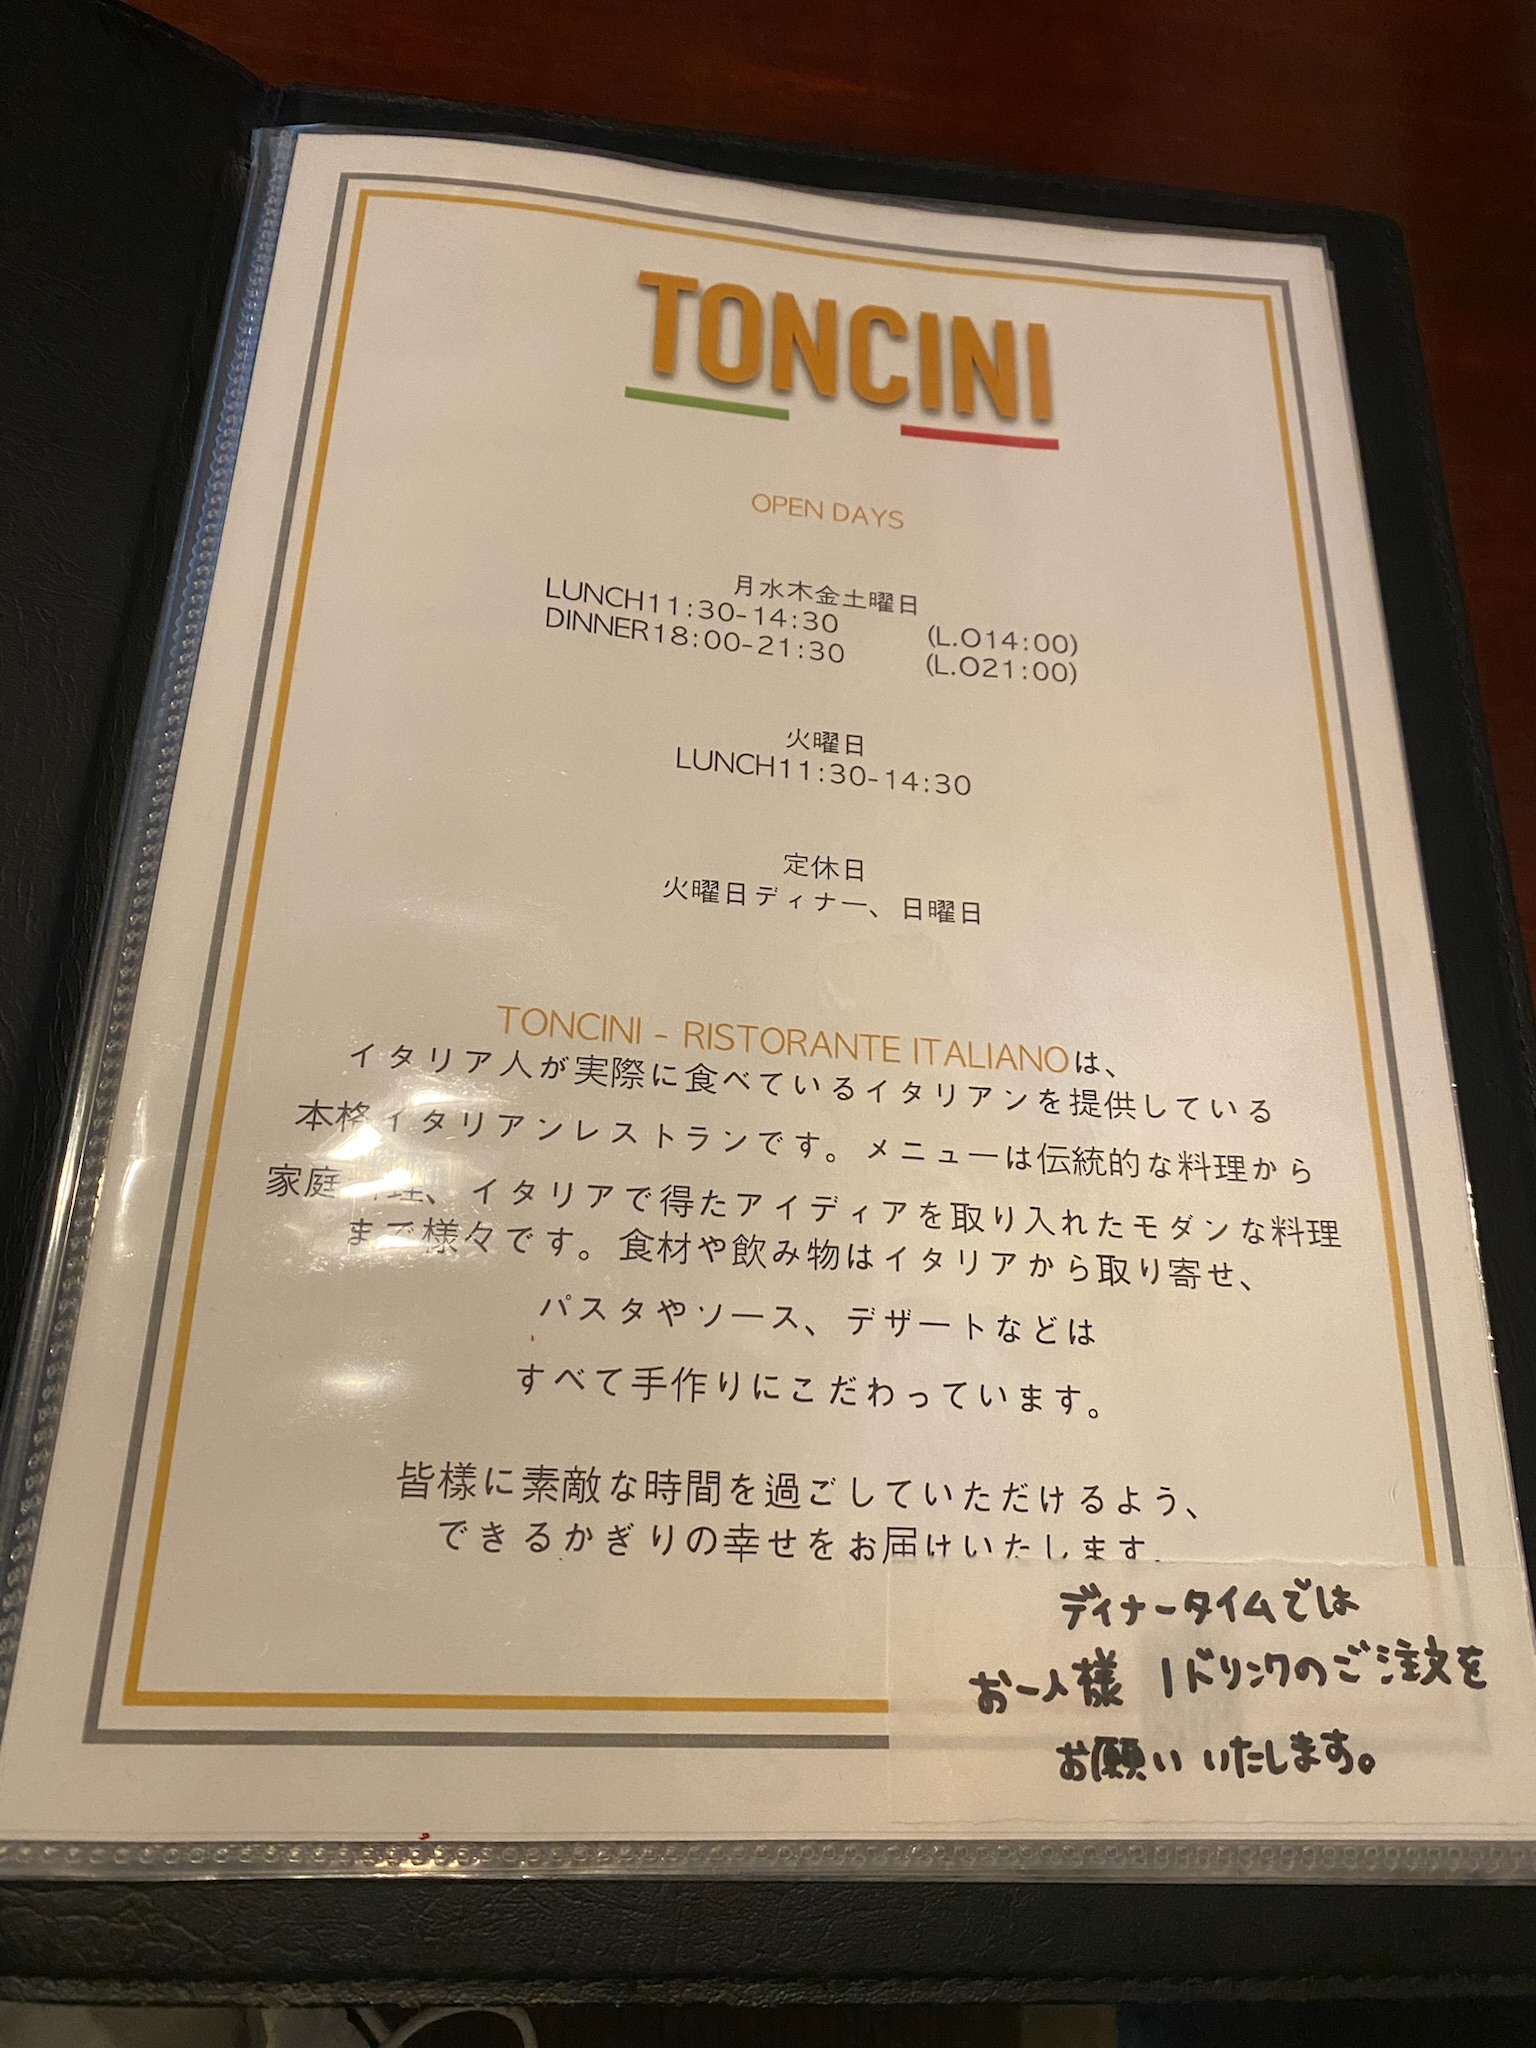 TONCINI
OPEN DAYS
月水木金土曜日
LUNCH11:30-14:30 (L.O14:00)
DINNER18:00-21:30 (L.O21:00)
火曜日
LUNCH11:30-14:30
定休日
火曜日ディナー、日曜日
TONCINI - RISTORANTE ITALIANOは、
イタリア人が実際に食べているイタリアンを提供している
本格イタリアンレストランです。メニューは伝統的な料理から
家庭料理、イタリアで得たアイディアを取り入れたモダンな料理
まで様々です。食材や飲み物はイタリアから取り寄せ、
パスタやソース、デザートなどは
すべて手作りにこだわっています。
皆様に素敵な時間を過ごしていただけるよう、
できるかぎりの幸せをお届けいたします。
ディナータイムでは
お一人様 1ドリンクのご注文を
お願いいたします。